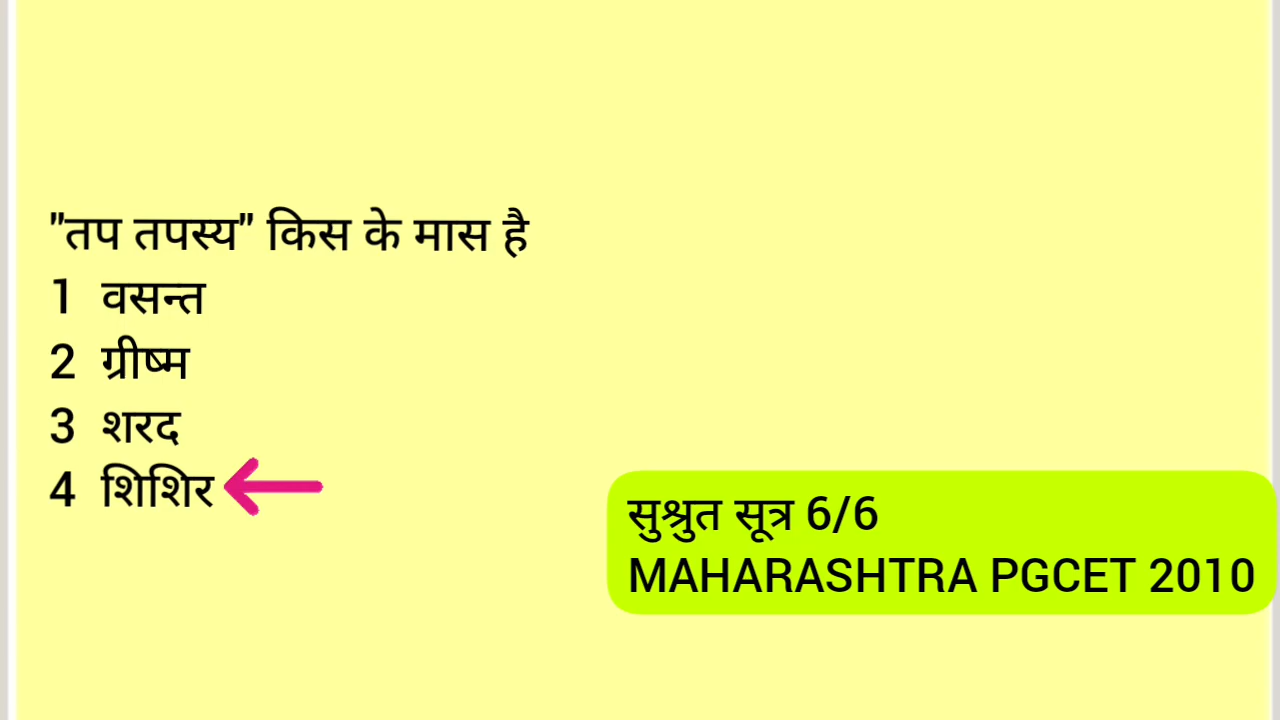 "तप तपस्य" किस के मास है
1 वसन्त
2 ग्रीष्म
3 शरद
4 शिशिर
सुश्रुत सूत्र 6/6
MAHARASHTRA PGCET 2010